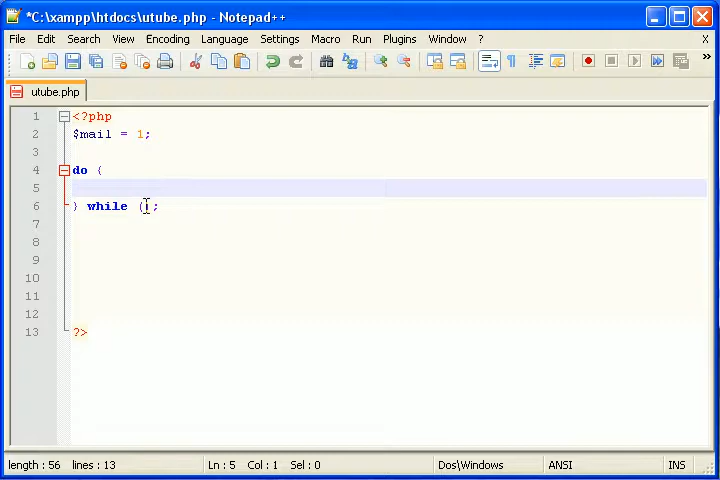 *C:\xampp\htdocs\utube.php - Notepad++
File Edit Search View Encoding Language Settings Macro Run Plugins Window ? X
utube.php
1 <?php
2 $mail = 1;
3
4 do {
5
6 } while ();
7
8
9
10
11
12
13 ?>
length : 56 lines : 13 Ln : 5 Col : 1 Sel : 0 Dos\Windows ANSI INS